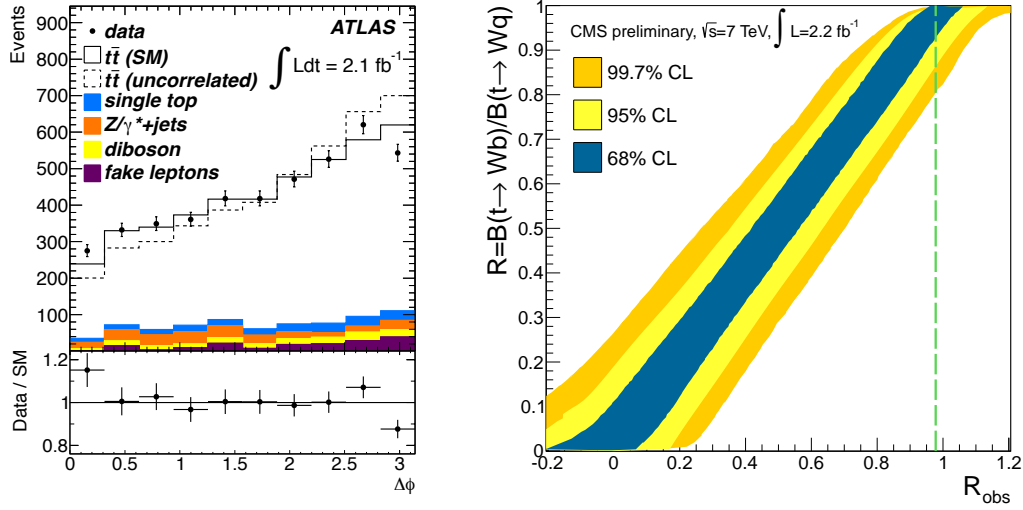 Events
ATLAS
data
tt̄ (SM)
tt̄ (uncorrelated)
∫ Ldt = 2.1 fb⁻¹
single top
Z/γ*+jets
diboson
fake leptons
900
800
700
600
500
400
300
200
100
Data / SM
1.2
1
0.8
0 0.5 1 1.5 2 2.5 3
Δϕ
R=B(t→ Wb)/B(t→ Wq)
CMS preliminary, √s=7 TeV, ∫ L=2.2 fb⁻¹
99.7% CL
95% CL
68% CL
1
0.9
0.8
0.7
0.6
0.5
0.4
0.3
0.2
0.1
0
-0.2 0 0.2 0.4 0.6 0.8 1 1.2
R_obs